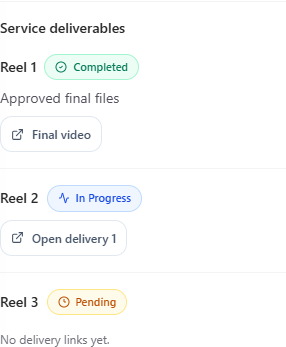 Service deliverables
Reel 1 Completed
Approved final files
Final video
Reel 2 In Progress
Open delivery 1
Reel 3 Pending
No delivery links yet.